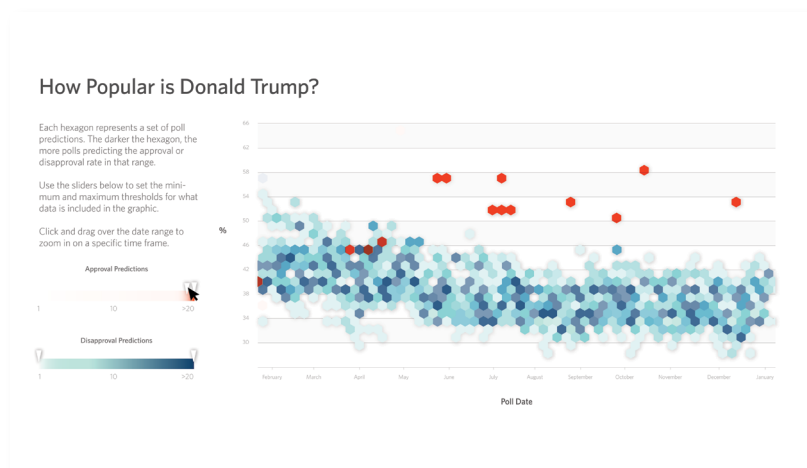 How Popular is Donald Trump?
Each hexagon represents a set of poll
predictions. The darker the hexagon, the
more polls predicting the approval or
disapproval rate in that range.
Use the sliders below to set the mini-
mum and maximum thresholds for what
data is included in the graphic.
Click and drag over the date range to
zoom in on a specific time frame.
Approval Predictions
1 10 >20
Disapproval Predictions
1 10 >20
%
66
62
58
54
50
46
42
38
34
30
February March April May June July August September October November December January
Poll Date